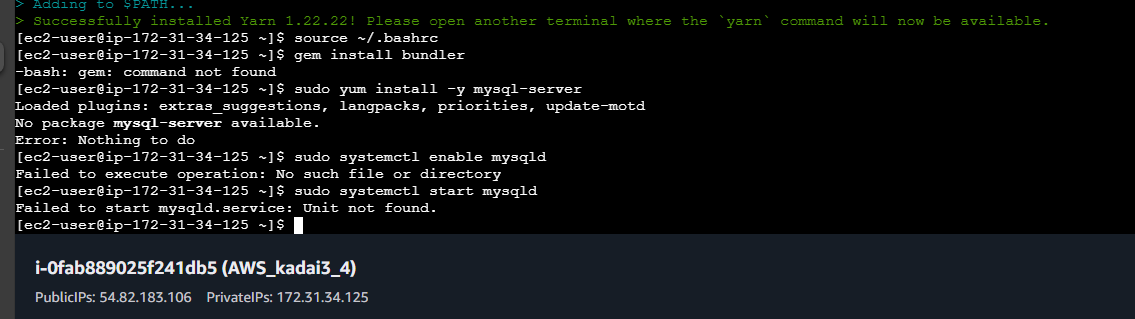 > Adding to $PATH...
> Successfully installed Yarn 1.22.22! Please open another terminal where the `yarn` command will now be available.
[ec2-user@ip-172-31-34-125 ~]$ source ~/.bashrc
[ec2-user@ip-172-31-34-125 ~]$ gem install bundler
-bash: gem: command not found
[ec2-user@ip-172-31-34-125 ~]$ sudo yum install -y mysql-server
Loaded plugins: extras_suggestions, langpacks, priorities, update-motd
No package mysql-server available.
Error: Nothing to do
[ec2-user@ip-172-31-34-125 ~]$ sudo systemctl enable mysqld
Failed to execute operation: No such file or directory
[ec2-user@ip-172-31-34-125 ~]$ sudo systemctl start mysqld
Failed to start mysqld.service: Unit not found.
[ec2-user@ip-172-31-34-125 ~]$
i-0fab889025f241db5 (AWS_kadai3_4)
PublicIPs: 54.82.183.106 PrivateIPs: 172.31.34.125